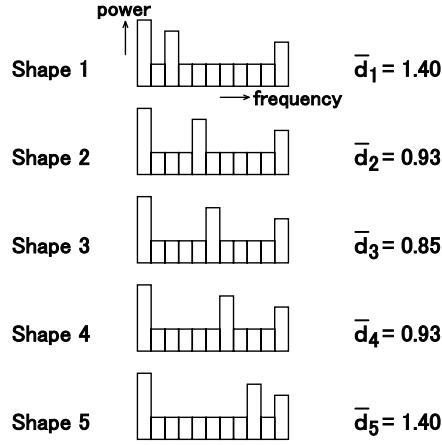 power
Shape 1
d̅₁ = 1.40
frequency
Shape 2
d̅₂ = 0.93
Shape 3
d̅₃ = 0.85
Shape 4
d̅₄ = 0.93
Shape 5
d̅₅ = 1.40